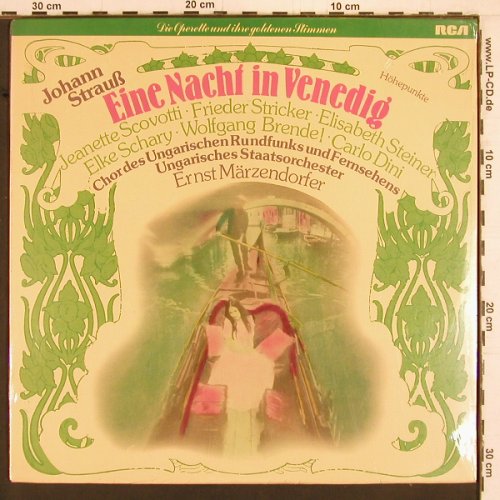 30 cm
20 cm
10 cm
www.LP-CD.de
Die Operette und ihre goldenen Stimmen
RCA
Johann
Strauß
Eine Nacht in Venedig
Höhepunkte
Jeanette Scovotti · Frieder Stricker · Elisabeth Steiner
Elke Schary · Wolfgang Brendel · Carlo Dini
Chor des Ungarischen Rundfunks und Fernsehens
Ungarisches Staatsorchester
Ernst Märzendorfer
10 cm
20 cm
30 cm